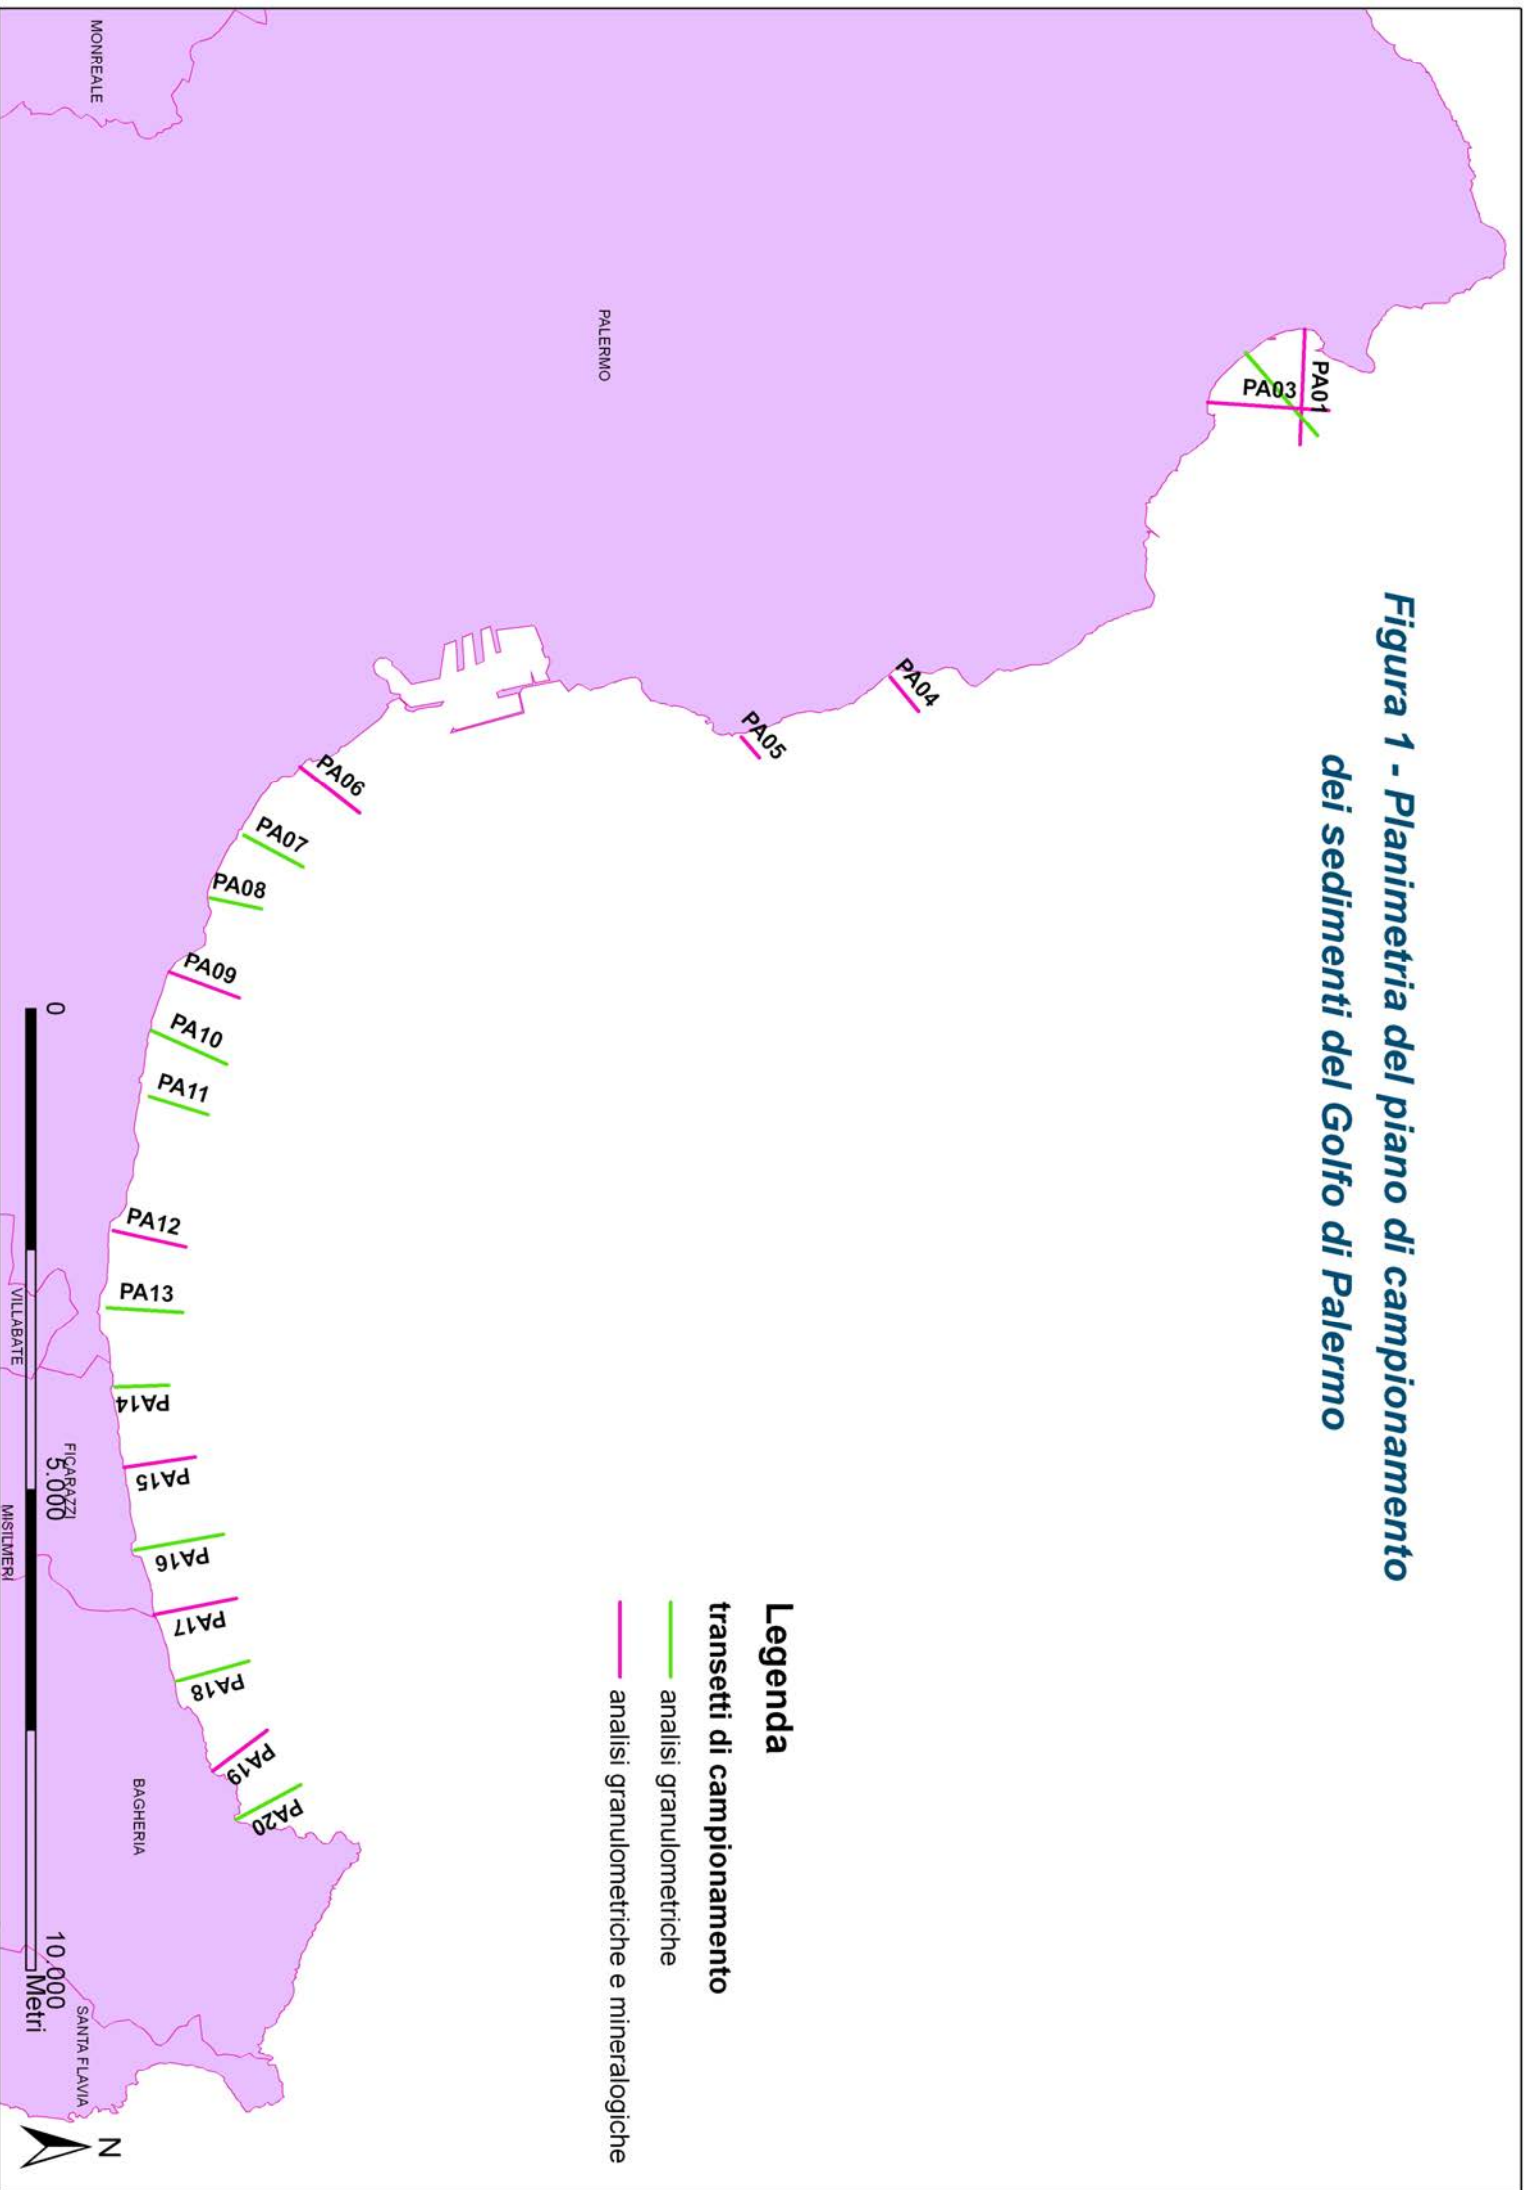 Figura 1 - Planimetria del piano di campionamento
dei sedimenti del Golfo di Palermo
PA01
PA03
PA04
PA05
PA06
PA07
PA08
PA09
PA10
PA11
PA12
PA13
PA14
PA15
PA16
PA17
PA18
PA19
PA20
MONREALE
PALERMO
VILLABATE
FICARAZZI
MISILMERI
BAGHERIA
SANTA FLAVIA
Legenda
transetti di campionamento
analisi granulometriche
analisi granulometriche e mineralogiche
0
5.000
10.000
Metri
N